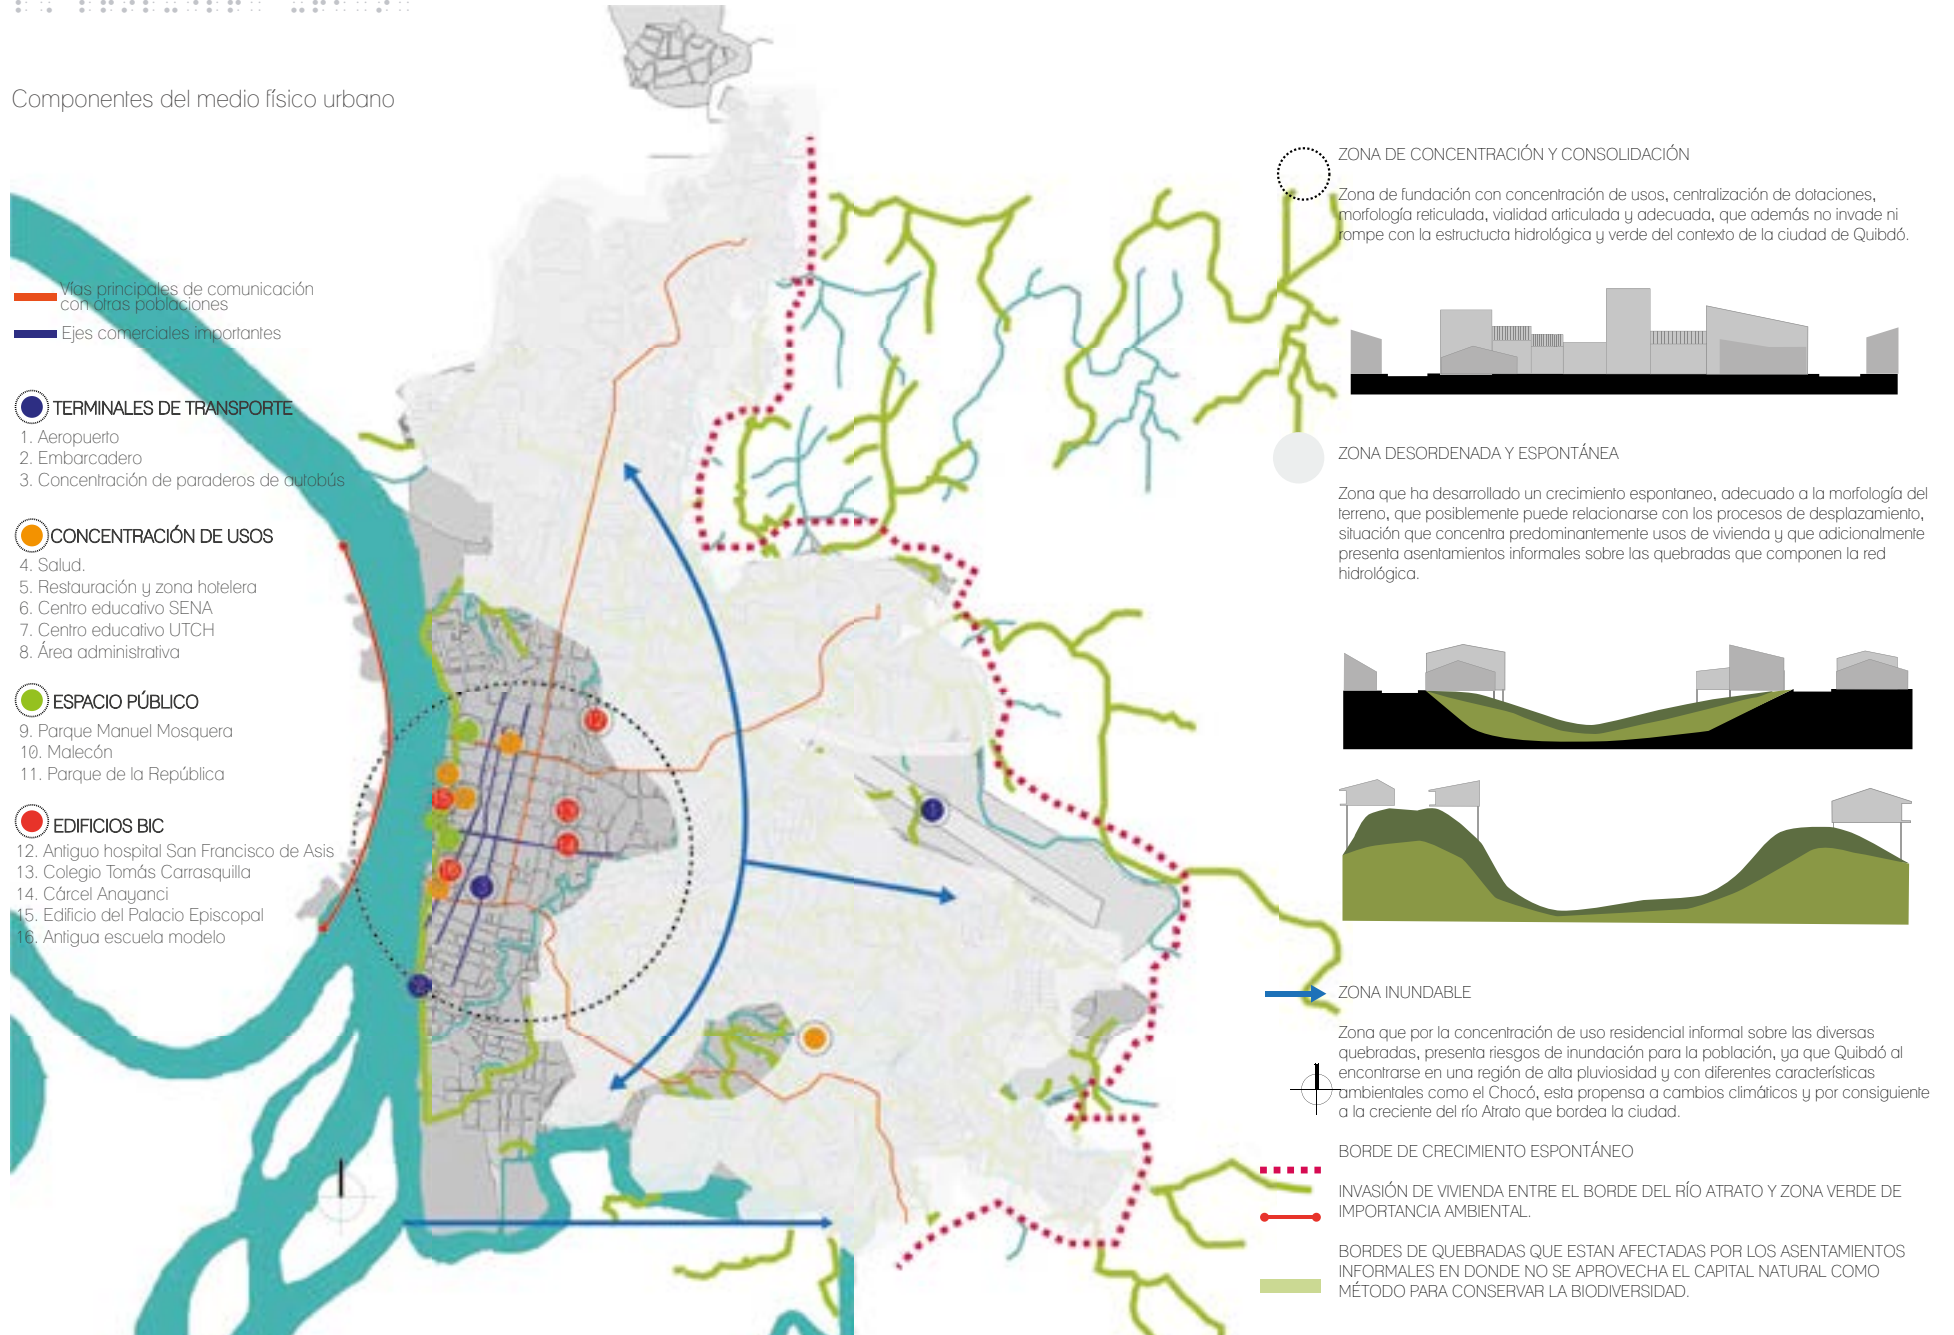 Componentes del medio físico urbano
Vías principales de comunicación
con otras poblaciones
Ejes comerciales importantes
TERMINALES DE TRANSPORTE
1. Aeropuerto
2. Embarcadero
3. Concentración de paraderos de autobús
CONCENTRACIÓN DE USOS
4. Salud.
5. Restauración y zona hotelera
6. Centro educativo SENA
7. Centro educativo UTCH
8. Área administrativa
ESPACIO PÚBLICO
9. Parque Manuel Mosquera
10. Malecón
11. Parque de la República
EDIFICIOS BIC
12. Antiguo hospital San Francisco de Asis
13. Colegio Tomás Carrasquilla
14. Cárcel Anayanci
15. Edificio del Palacio Episcopal
16. Antigua escuela modelo
12
15
13
14
16
ZONA DE CONCENTRACIÓN Y CONSOLIDACIÓN
Zona de fundación con concentración de usos, centralización de dotaciones,
morfología reticulada, vialidad articulada y adecuada, que además no invade ni
rompe con la estructucta hidrológica y verde del contexto de la ciudad de Quibdó.
ZONA DESORDENADA Y ESPONTÁNEA
Zona que ha desarrollado un crecimiento espontaneo, adecuado a la morfología del
terreno, que posiblemente puede relacionarse con los procesos de desplazamiento,
situación que concentra predominantemente usos de vivienda y que adicionalmente
presenta asentamientos informales sobre las quebradas que componen la red
hidrológica.
ZONA INUNDABLE
Zona que por la concentración de uso residencial informal sobre las diversas
quebradas, presenta riesgos de inundación para la población, ya que Quibdó al
encontrarse en una región de alta pluviosidad y con diferentes características
ambientales como el Chocó, esta propensa a cambios climáticos y por consiguiente
a la creciente del río Atrato que bordea la ciudad.
BORDE DE CRECIMIENTO ESPONTÁNEO
INVASIÓN DE VIVIENDA ENTRE EL BORDE DEL RÍO ATRATO Y ZONA VERDE DE
IMPORTANCIA AMBIENTAL.
BORDES DE QUEBRADAS QUE ESTAN AFECTADAS POR LOS ASENTAMIENTOS
INFORMALES EN DONDE NO SE APROVECHA EL CAPITAL NATURAL COMO
MÉTODO PARA CONSERVAR LA BIODIVERSIDAD.